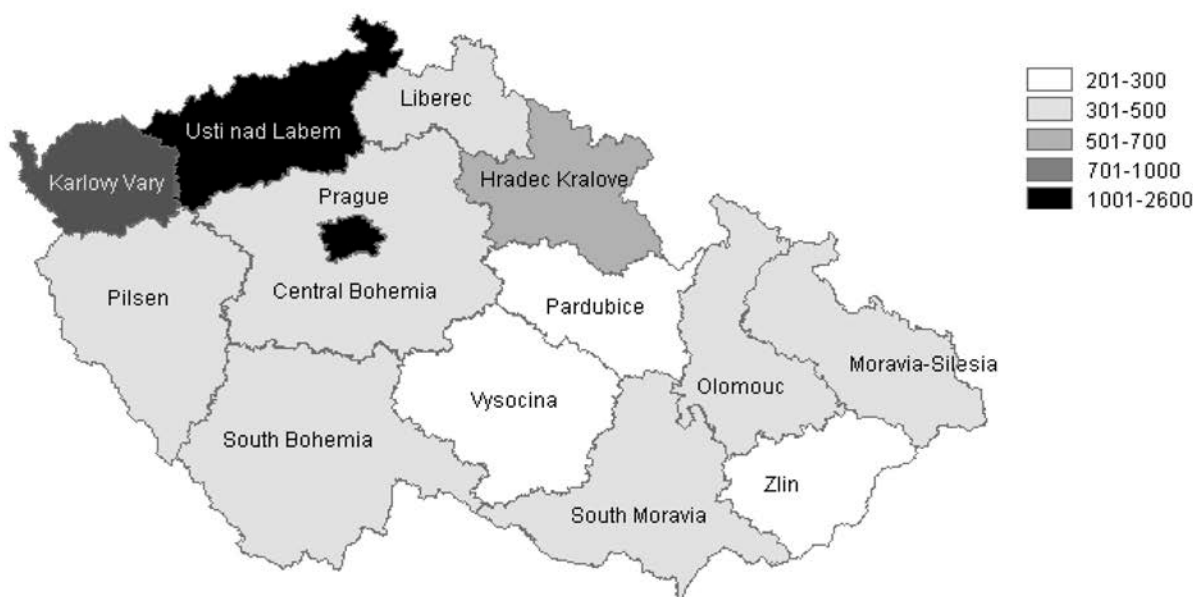 201-300
301-500
501-700
701-1000
1001-2600
Liberec
Usti nad Labem
Karlovy Vary
Hradec Kralove
Prague
Pilsen
Central Bohemia
Pardubice
Moravia-Silesia
Olomouc
Vysocina
South Bohemia
Zlin
South Moravia